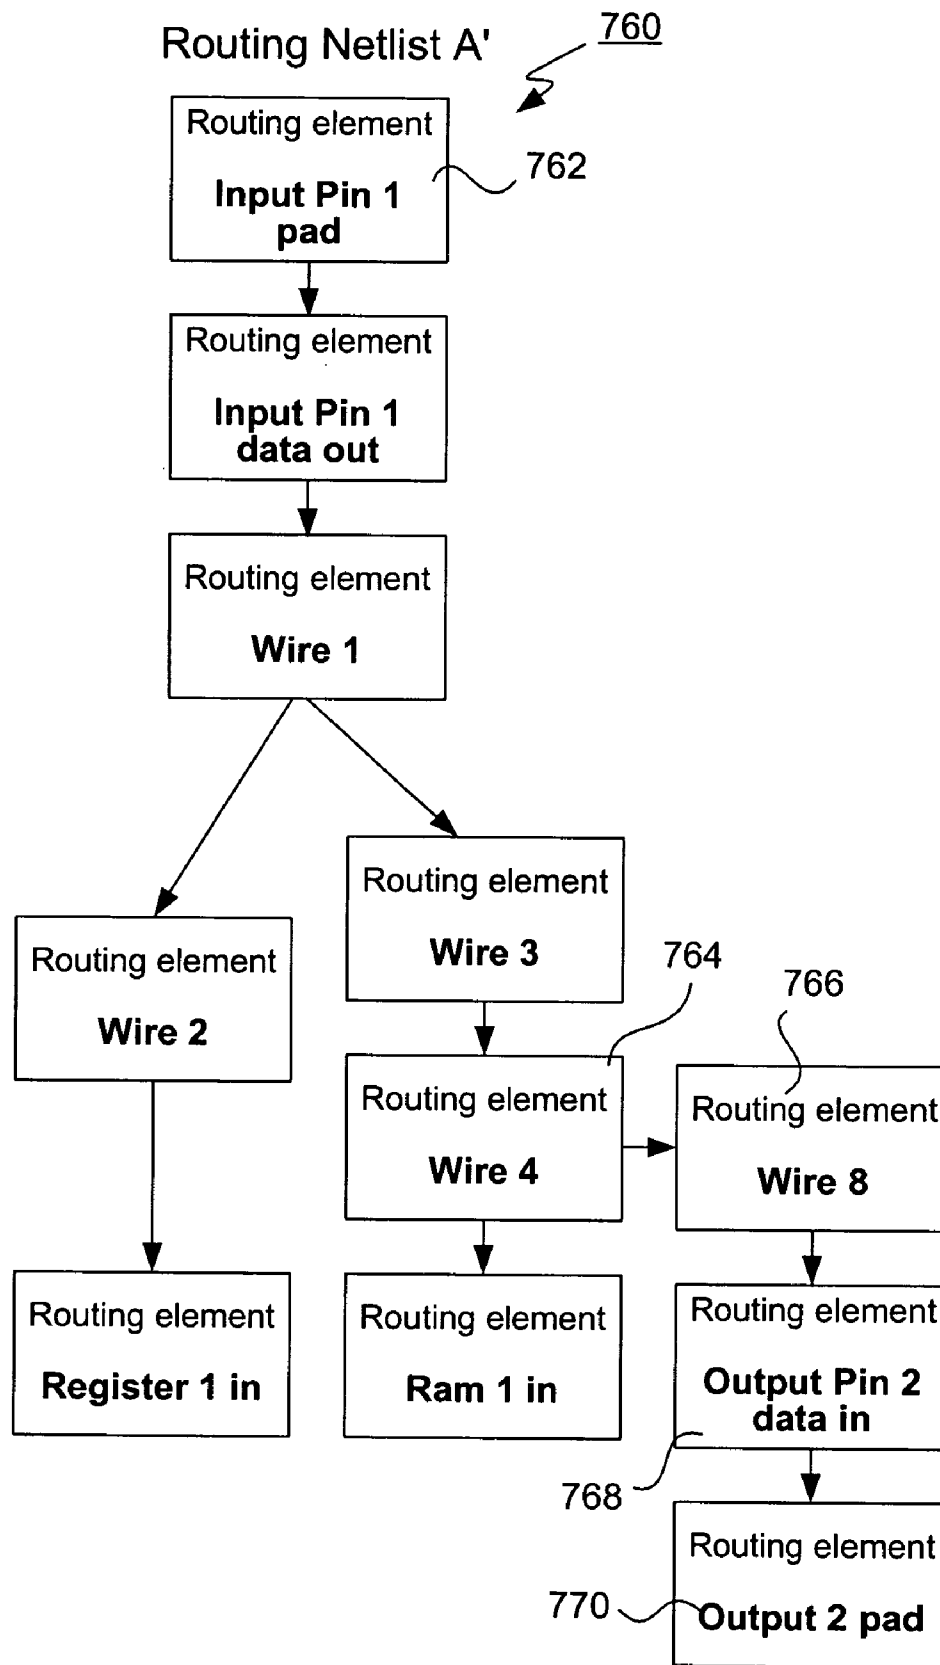 Routing Netlist A'
760
Routing element
Input Pin 1
pad
762
Routing element
Input Pin 1
data out
Routing element
Wire 1
Routing element
Wire 3
Routing element
Wire 2
764
766
Routing element
Wire 4
Routing element
Wire 8
Routing element
Register 1 in
Routing element
Ram 1 in
Routing element
Output Pin 2
data in
768
Routing element
Output 2 pad
770